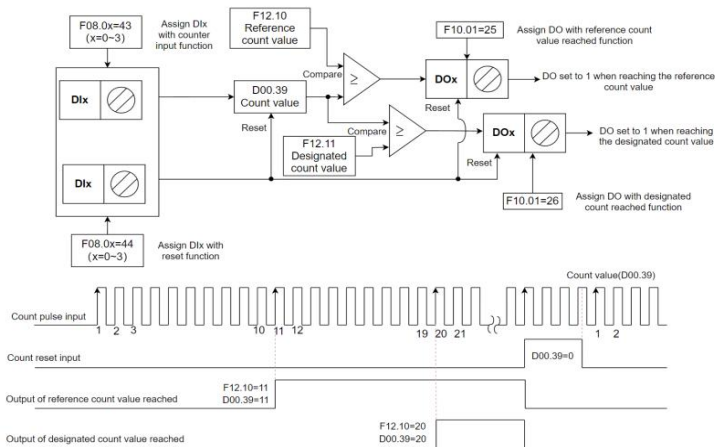 F08.0x=43
(x=0~3)
Assign DIx
with counter
input function
F12.10
Reference
count value
F10.01=25
Assign DO with reference count
value reached function
DIx
D00.39
Count value
Compare
≥
DOx
DO set to 1 when reaching the reference
count value
Reset
Reset
Compare
≥
F12.11
Designated
count value
DOx
DO set to 1 when reaching
the designated count value
Reset
DIx
F10.01=26
Assign DO with designated
count reached function
F08.0x=44
(x=0~3)
Assign DIx with
reset function
Count value(D00.39)
Count pulse input
1 2 3 10 11 12 19 20 21 1 2
Count reset input
D00.39=0
F12.10=11
Output of reference count value reached
D00.39=11
F12.10=20
Output of designated count value reached
D00.39=20